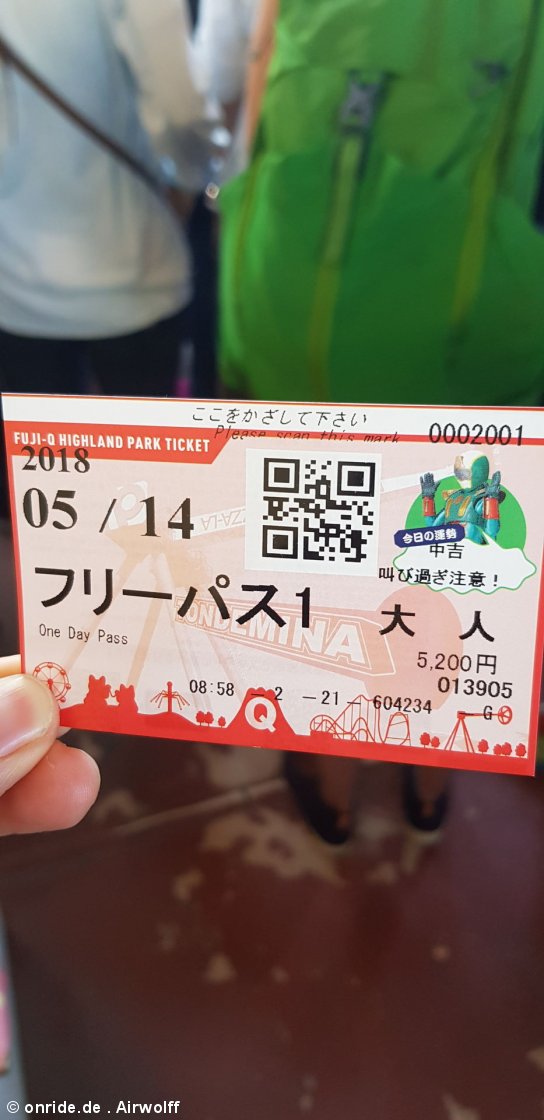 ここをかざして下さい
Please scan this mark
0002001
FUJI-Q HIGHLAND PARK TICKET
2018
05 / 14
ZZA-LA
今日の運勢
中吉
叫び過ぎ注意！
フリーパス1
大 人
TONDEMINA
One Day Pass
5,200円
013905
08:58 - 2 -21- 604234 - G
Q
© onride.de . Airwolff